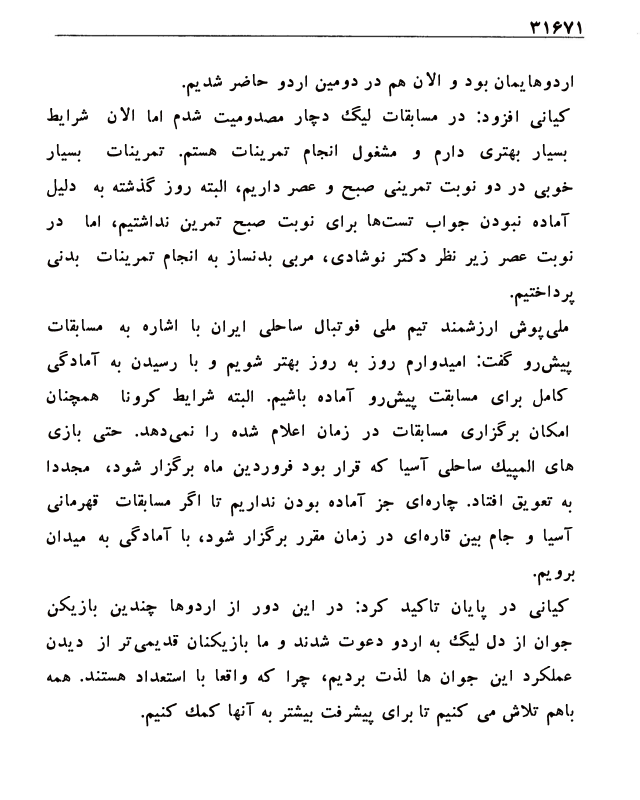 ۳۱۶۷۱
اردوهایمان بود و الان هم در دومین اردو حاضر شدیم.
کیانی افزود: در مسابقات لیگ دچار مصدومیت شدم اما الان شرایط
بسیار بهتری دارم و مشغول انجام تمرینات هستم. تمرینات بسیار
خوبی در دو نوبت تمرینی صبح و عصر داریم، البته روز گذشته به دلیل
آماده نبودن جواب تست‌ها برای نوبت صبح تمرین نداشتیم، اما در
نوبت عصر زیر نظر دکتر نوشادی، مربی بدنساز به انجام تمرینات بدنی
پرداختیم.
ملی‌پوش ارزشمند تیم ملی فوتبال ساحلی ایران با اشاره به مسابقات
پیش‌رو گفت: امیدوارم روز به روز بهتر شویم و با رسیدن به آمادگی
کامل برای مسابقت پیش‌رو آماده باشیم. البته شرایط کرونا همچنان
امکان برگزاری مسابقات در زمان اعلام شده را نمی‌دهد. حتی بازی
های المپیک ساحلی آسیا که قرار بود فروردین ماه برگزار شود، مجددا
به تعویق افتاد. چاره‌ای جز آماده بودن نداریم تا اگر مسابقات قهرمانی
آسیا و جام بین قاره‌ای در زمان مقرر برگزار شود، با آمادگی به میدان
برویم.
کیانی در پایان تاکید کرد: در این دور از اردوها چندین بازیکن
جوان از دل لیگ به اردو دعوت شدند و ما بازیکنان قدیمی‌تر از دیدن
عملکرد این جوان ها لذت بردیم، چرا که واقعا با استعداد هستند. همه
باهم تلاش می کنیم تا برای پیشرفت بیشتر به آنها کمک کنیم.